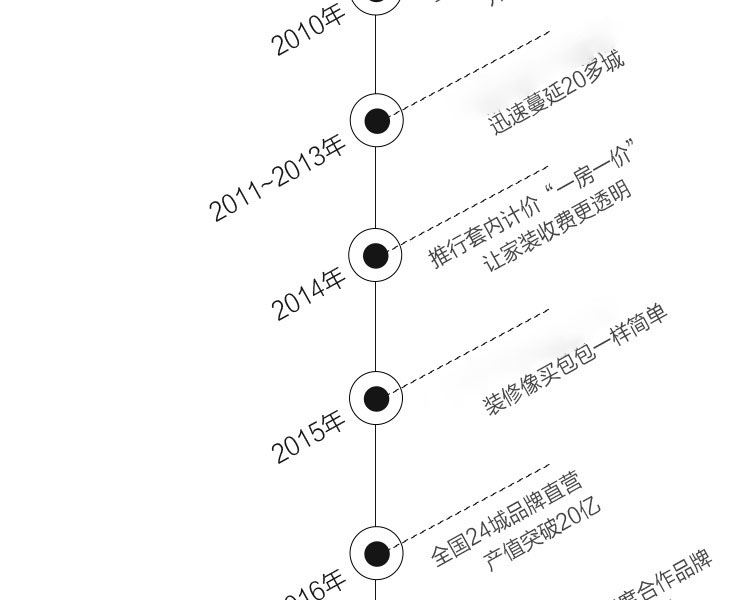 2010年
迅速蔓延20多城
2011~2013年
推行套内计价“一房一价”
让家装收费更透明
2014年
装修像买包包一样简单
2015年
全国24城品牌直营
产值突破20亿
016年
度合作品牌